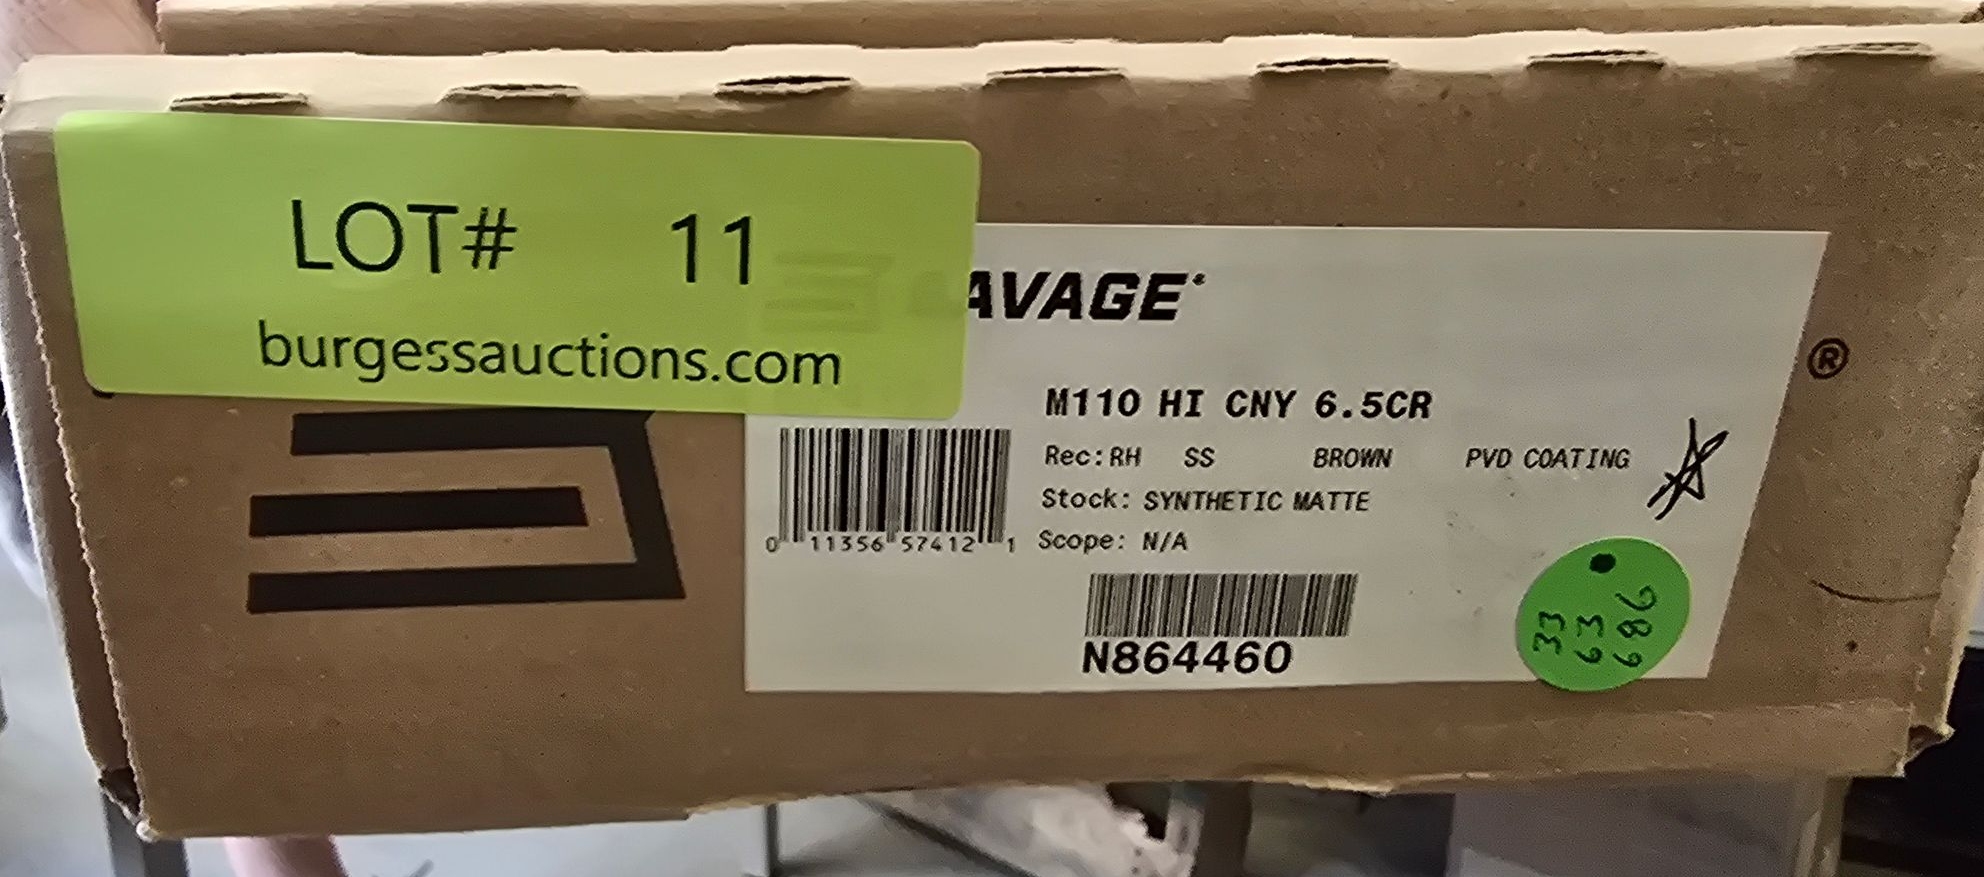 LOT# 11
burgessauctions.com
AVAGE
®
M110 HI CNY 6.5CR
Rec:RH SS BROWN PVD COATING
Stock: SYNTHETIC MATTE
Scope: N/A
0 11356 57412 1
N864460
33
63
686